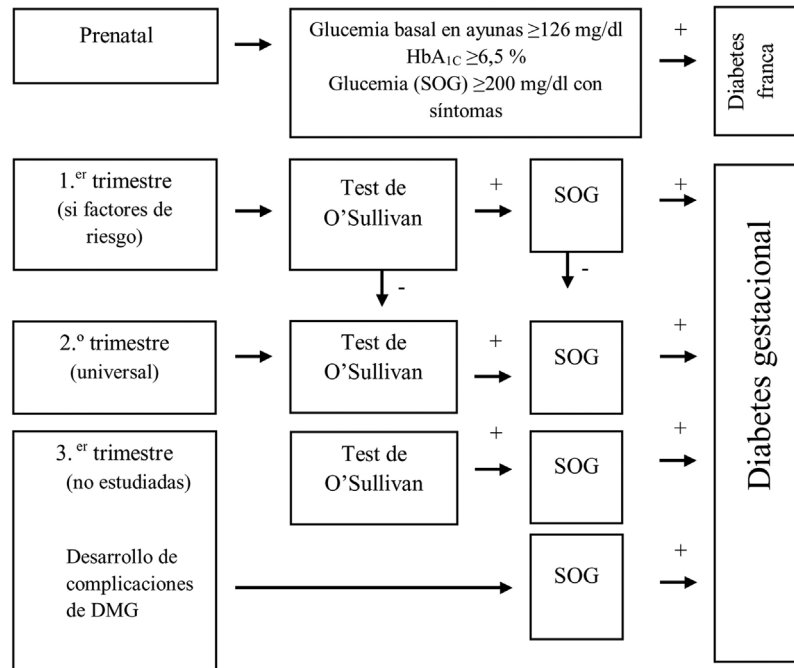 Prenatal
Glucemia basal en ayunas ≥126 mg/dl
HbA1C ≥6,5 %
Glucemia (SOG) ≥200 mg/dl con
síntomas
+
Diabetes
franca
1.er trimestre
(si factores de
riesgo)
Test de
O’Sullivan
+
SOG
+
-
-
2.º trimestre
(universal)
Test de
O’Sullivan
+
SOG
+
3. er trimestre
(no estudiadas)
Test de
O’Sullivan
+
SOG
+
Desarrollo de
complicaciones
de DMG
SOG
+
Diabetes gestacional